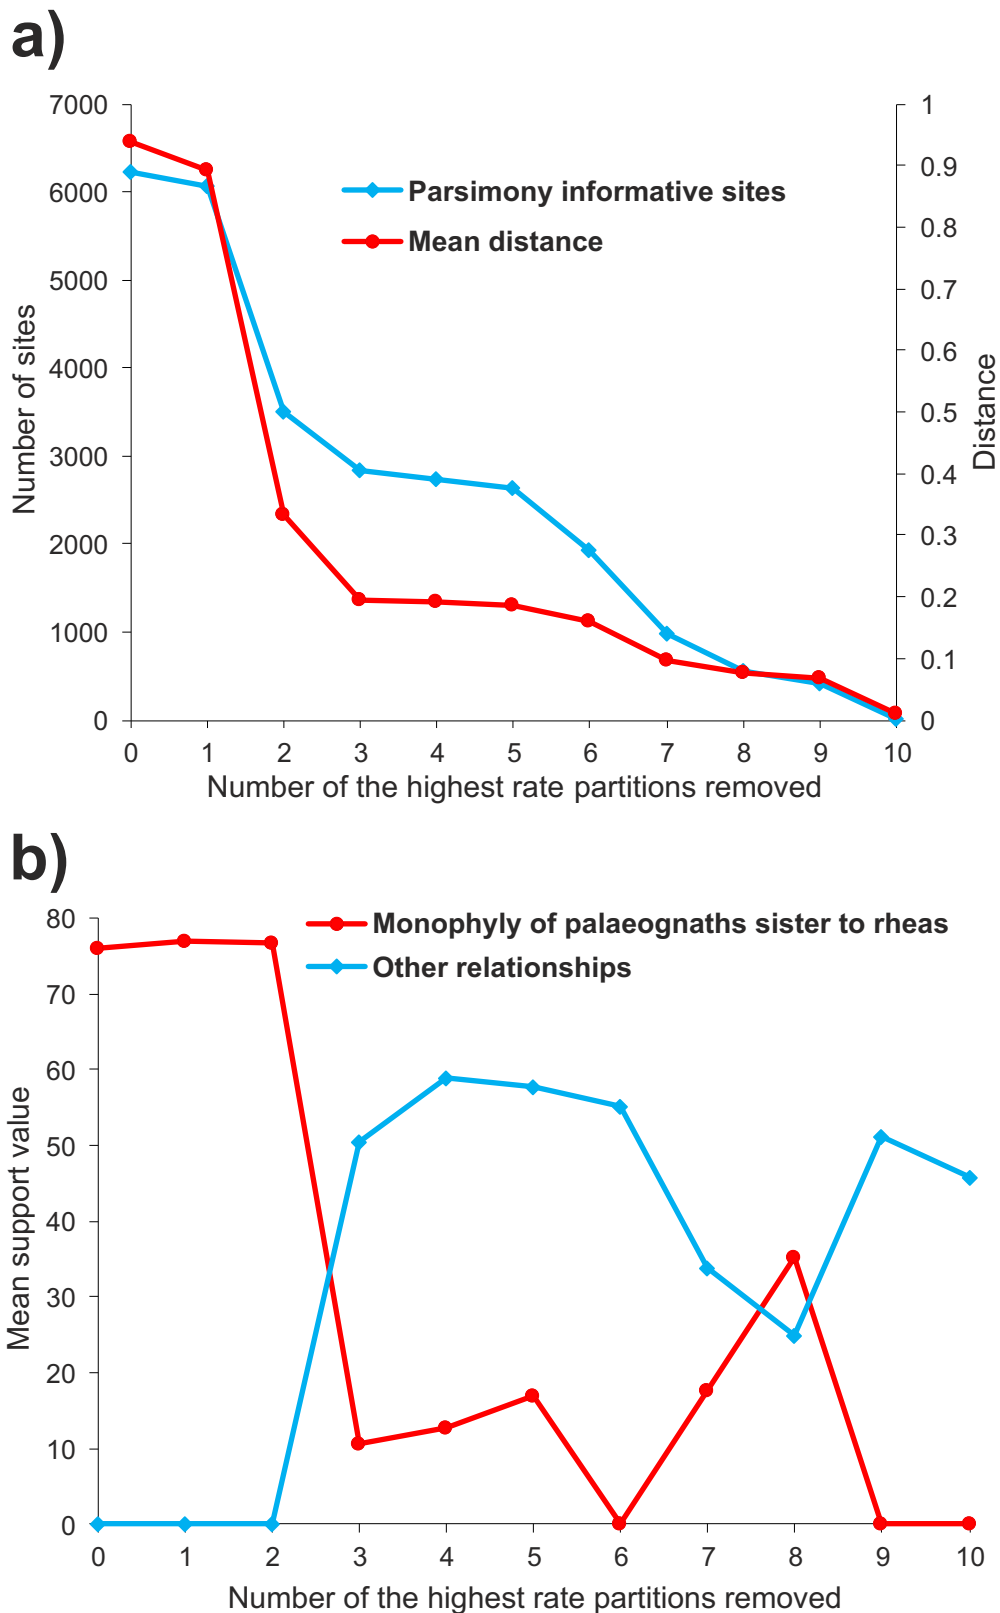 a)
7000
6000
5000
4000
3000
2000
1000
0
Number of sites
1
0.9
0.8
0.7
0.6
0.5
0.4
0.3
0.2
0.1
0
Distance
Parsimony informative sites
Mean distance
0 1 2 3 4 5 6 7 8 9 10
Number of the highest rate partitions removed
b)
80
70
60
50
40
30
20
10
0
Mean support value
Monophyly of palaeognaths sister to rheas
Other relationships
0 1 2 3 4 5 6 7 8 9 10
Number of the highest rate partitions removed